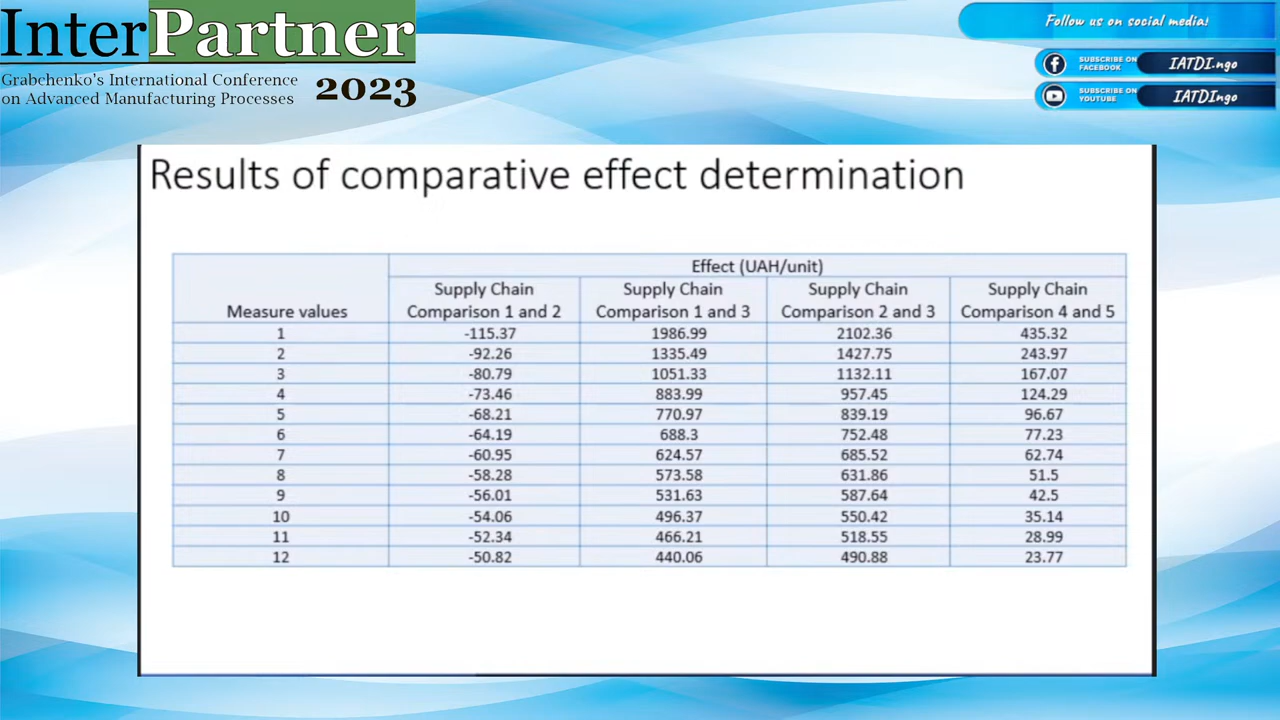 InterPartner
Grabchenko's International Conference
on Advanced Manufacturing Processes
2023
Follow us on social media!
SUBSCRIBE ON
FACEBOOK
IATDI.ngo
SUBSCRIBE ON
YOUTUBE
IATDIngo
Results of comparative effect determination
Effect (UAH/unit)
Measure values
Supply Chain
Comparison 1 and 2
Supply Chain
Comparison 1 and 3
Supply Chain
Comparison 2 and 3
Supply Chain
Comparison 4 and 5
1 -115.37 1986.99 2102.36 435.32
2 -92.26 1335.49 1427.75 243.97
3 -80.79 1051.33 1132.11 167.07
4 -73.46 883.99 957.45 124.29
5 -68.21 770.97 839.19 96.67
6 -64.19 688.3 752.48 77.23
7 -60.95 624.57 685.52 62.74
8 -58.28 573.58 631.86 51.5
9 -56.01 531.63 587.64 42.5
10 -54.06 496.37 550.42 35.14
11 -52.34 466.21 518.55 28.99
12 -50.82 440.06 490.88 23.77